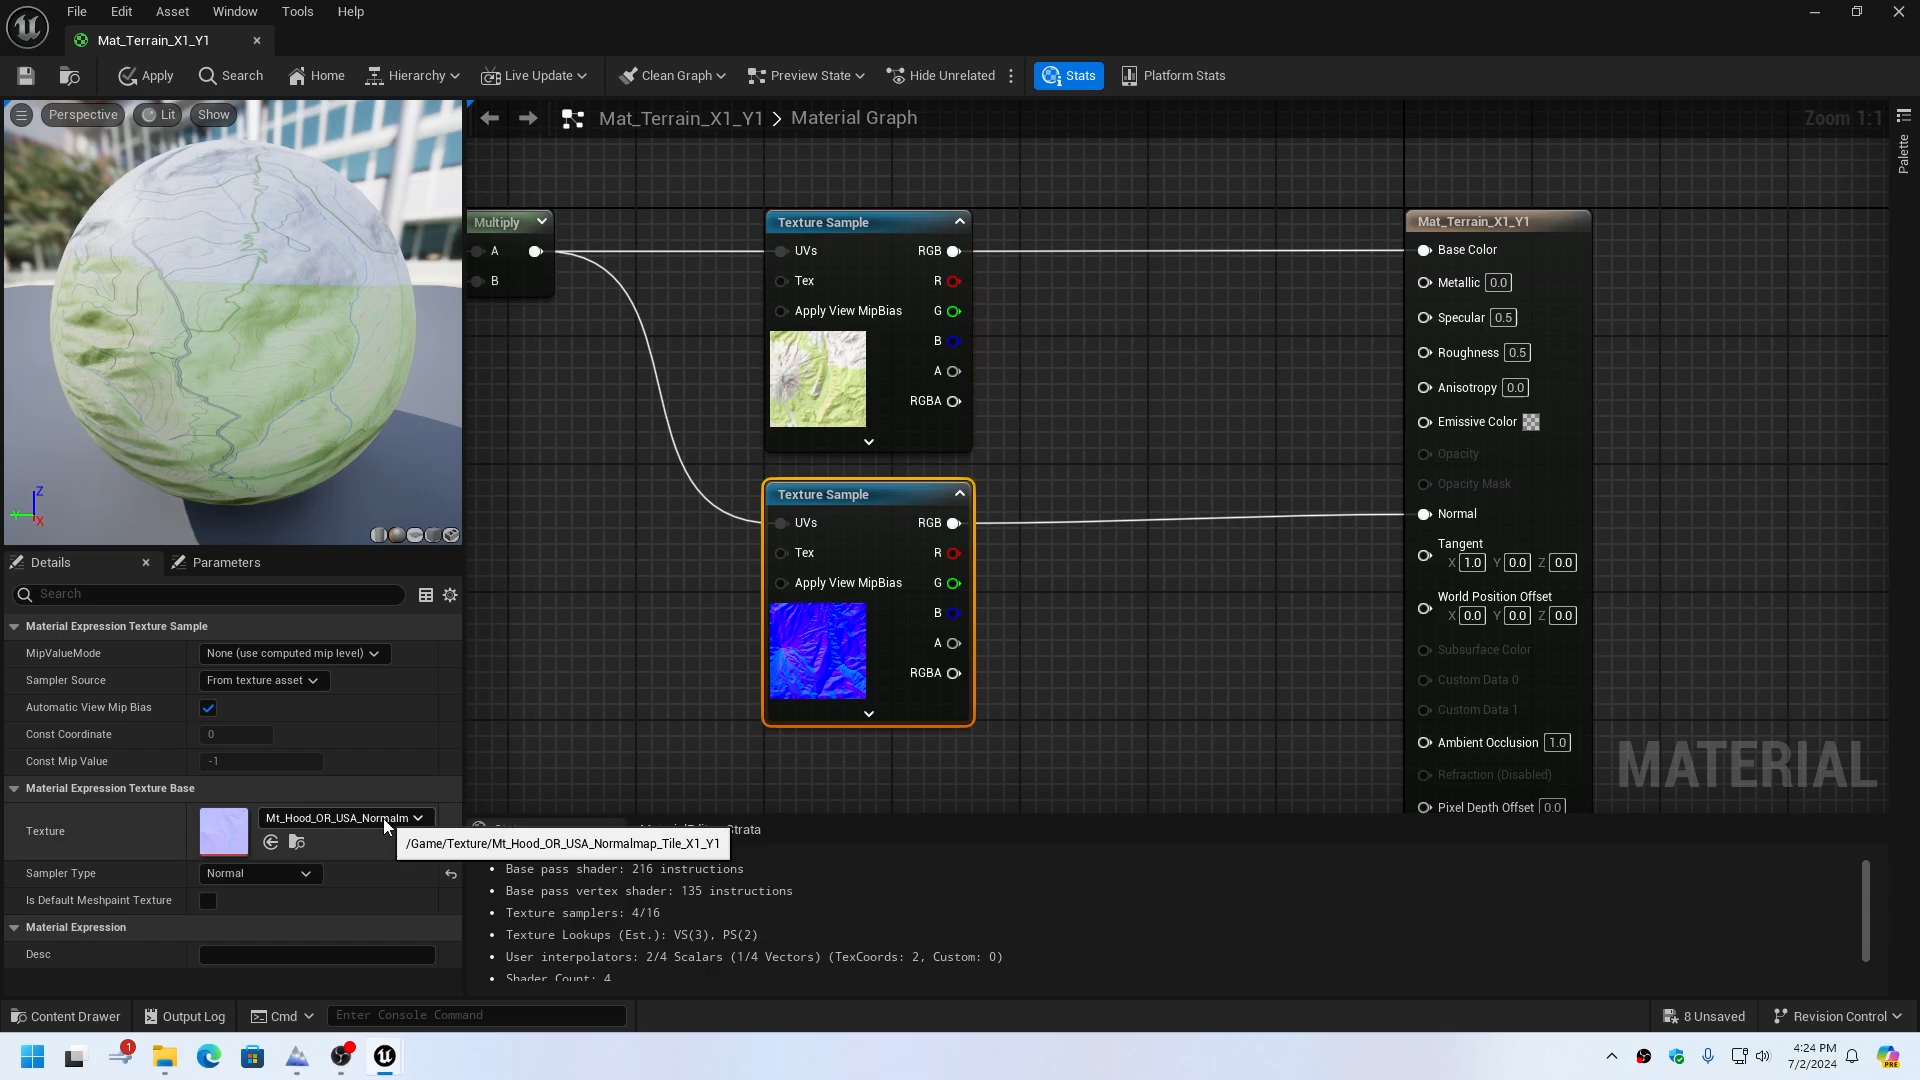 File Edit Asset Window Tools Help
Mat_Terrain_X1_Y1
Apply Search Home Hierarchy Live Update Clean Graph Preview State Hide Unrelated Stats Platform Stats
Perspective Lit Show
Mat_Terrain_X1_Y1 > Material Graph
Zoom 1:1
Palette
Multiply
A
B
Texture Sample
UVs RGB
Tex R
Apply View MipBias G
B
A
RGBA
Texture Sample
UVs RGB
Tex R
Apply View MipBias G
B
A
RGBA
Mat_Terrain_X1_Y1
Base Color
Metallic 0.0
Specular 0.5
Roughness 0.5
Anisotropy 0.0
Emissive Color
Opacity
Opacity Mask
Normal
Tangent
X 1.0 Y 0.0 Z 0.0
World Position Offset
X 0.0 Y 0.0 Z 0.0
Subsurface Color
Custom Data 0
Custom Data 1
Ambient Occlusion 1.0
Refraction (Disabled)
Pixel Depth Offset 0.0
MATERIAL
Z
Y
X
Details Parameters
Search
Material Expression Texture Sample
MipValueMode None (use computed mip level)
Sampler Source From texture asset
Automatic View Mip Bias
Const Coordinate 0
Const Mip Value -1
Material Expression Texture Base
Texture Mt_Hood_OR_USA_Normalm
Sampler Type Normal
Is Default Meshpaint Texture
Material Expression
Desc
/Game/Texture/Mt_Hood_OR_USA_Normalmap_Tile_X1_Y1
Strata
Base pass shader: 216 instructions
Base pass vertex shader: 135 instructions
Texture samplers: 4/16
Texture Lookups (Est.): VS(3), PS(2)
User interpolators: 2/4 Scalars (1/4 Vectors) (TexCoords: 2, Custom: 0)
Shader Count: 4
Content Drawer Output Log Cmd Enter Console Command 8 Unsaved Revision Control
1
PRE
4:24 PM
7/2/2024